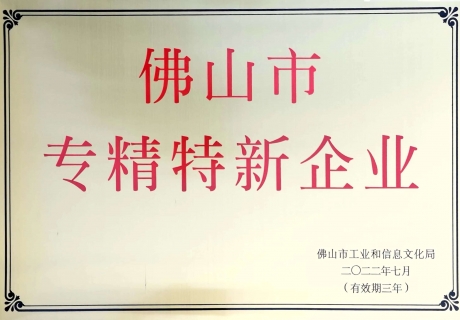 佛山市
专精特新企业
佛山市工业和信息文化局
二〇二二年七月
（有效期三年）